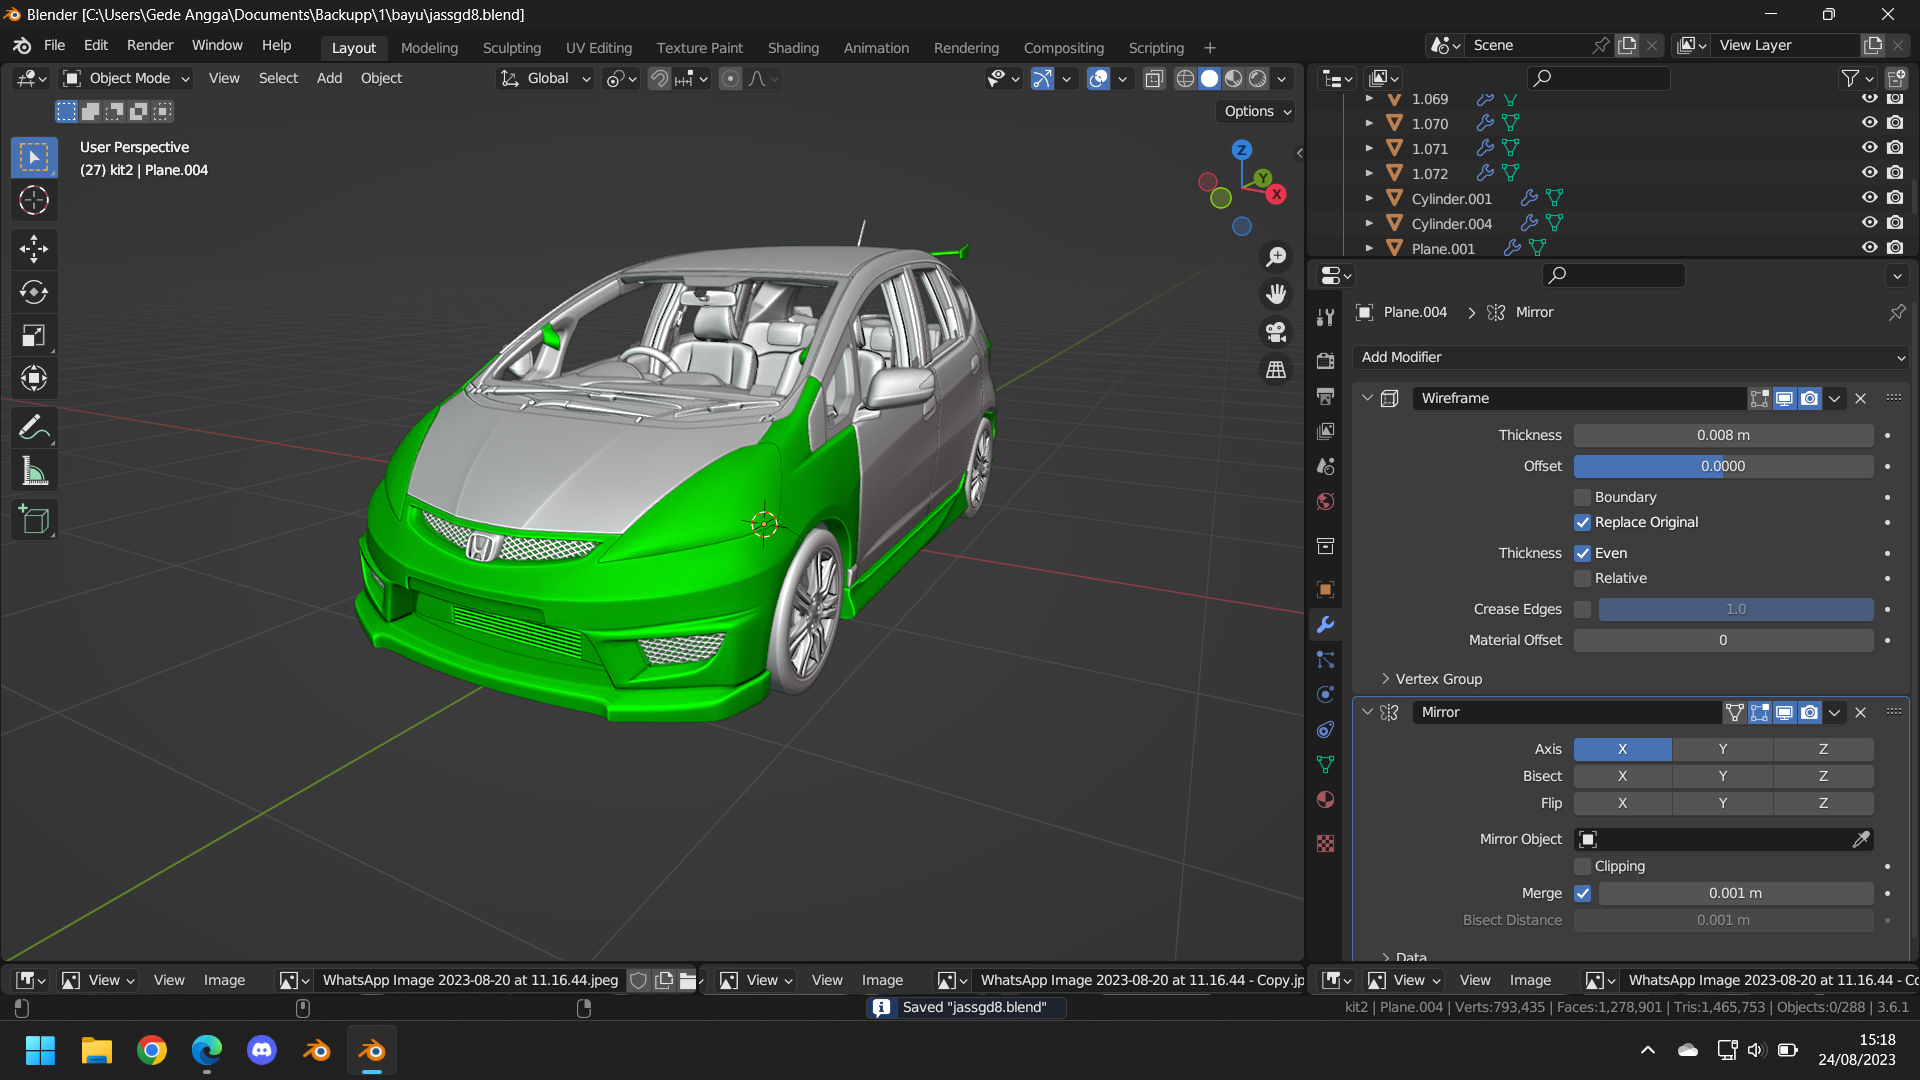 Blender [C:\Users\Gede Angga\Documents\Backupp\1\bayu\jassgd8.blend]
File Edit Render Window Help
Layout Modeling Sculpting UV Editing Texture Paint Shading Animation Rendering Compositing Scripting +
Scene
View Layer
Object Mode View Select Add Object
Global
Options
User Perspective
(27) kit2 | Plane.004
Z
Y
X
1.069
1.070
1.071
1.072
Cylinder.001
Cylinder.004
Plane.001
Plane.004 > Mirror
Add Modifier
Wireframe
Thickness 0.008 m
Offset 0.0000
Boundary
Replace Original
Thickness Even
Relative
Crease Edges 1.0
Material Offset 0
Vertex Group
Mirror
Axis X Y Z
Bisect X Y Z
Flip X Y Z
Mirror Object
Clipping
Merge 0.001 m
Bisect Distance 0.001 m
Data
View View Image WhatsApp Image 2023-08-20 at 11.16.44.jpeg
View View Image WhatsApp Image 2023-08-20 at 11.16.44 - Copy.jp
View View Image WhatsApp Image 2023-08-20 at 11.16.44 - Co
Saved "jassgd8.blend"
kit2 | Plane.004 | Verts:793,435 | Faces:1,278,901 | Tris:1,465,753 | Objects:0/288 | 3.6.1
15:18
24/08/2023